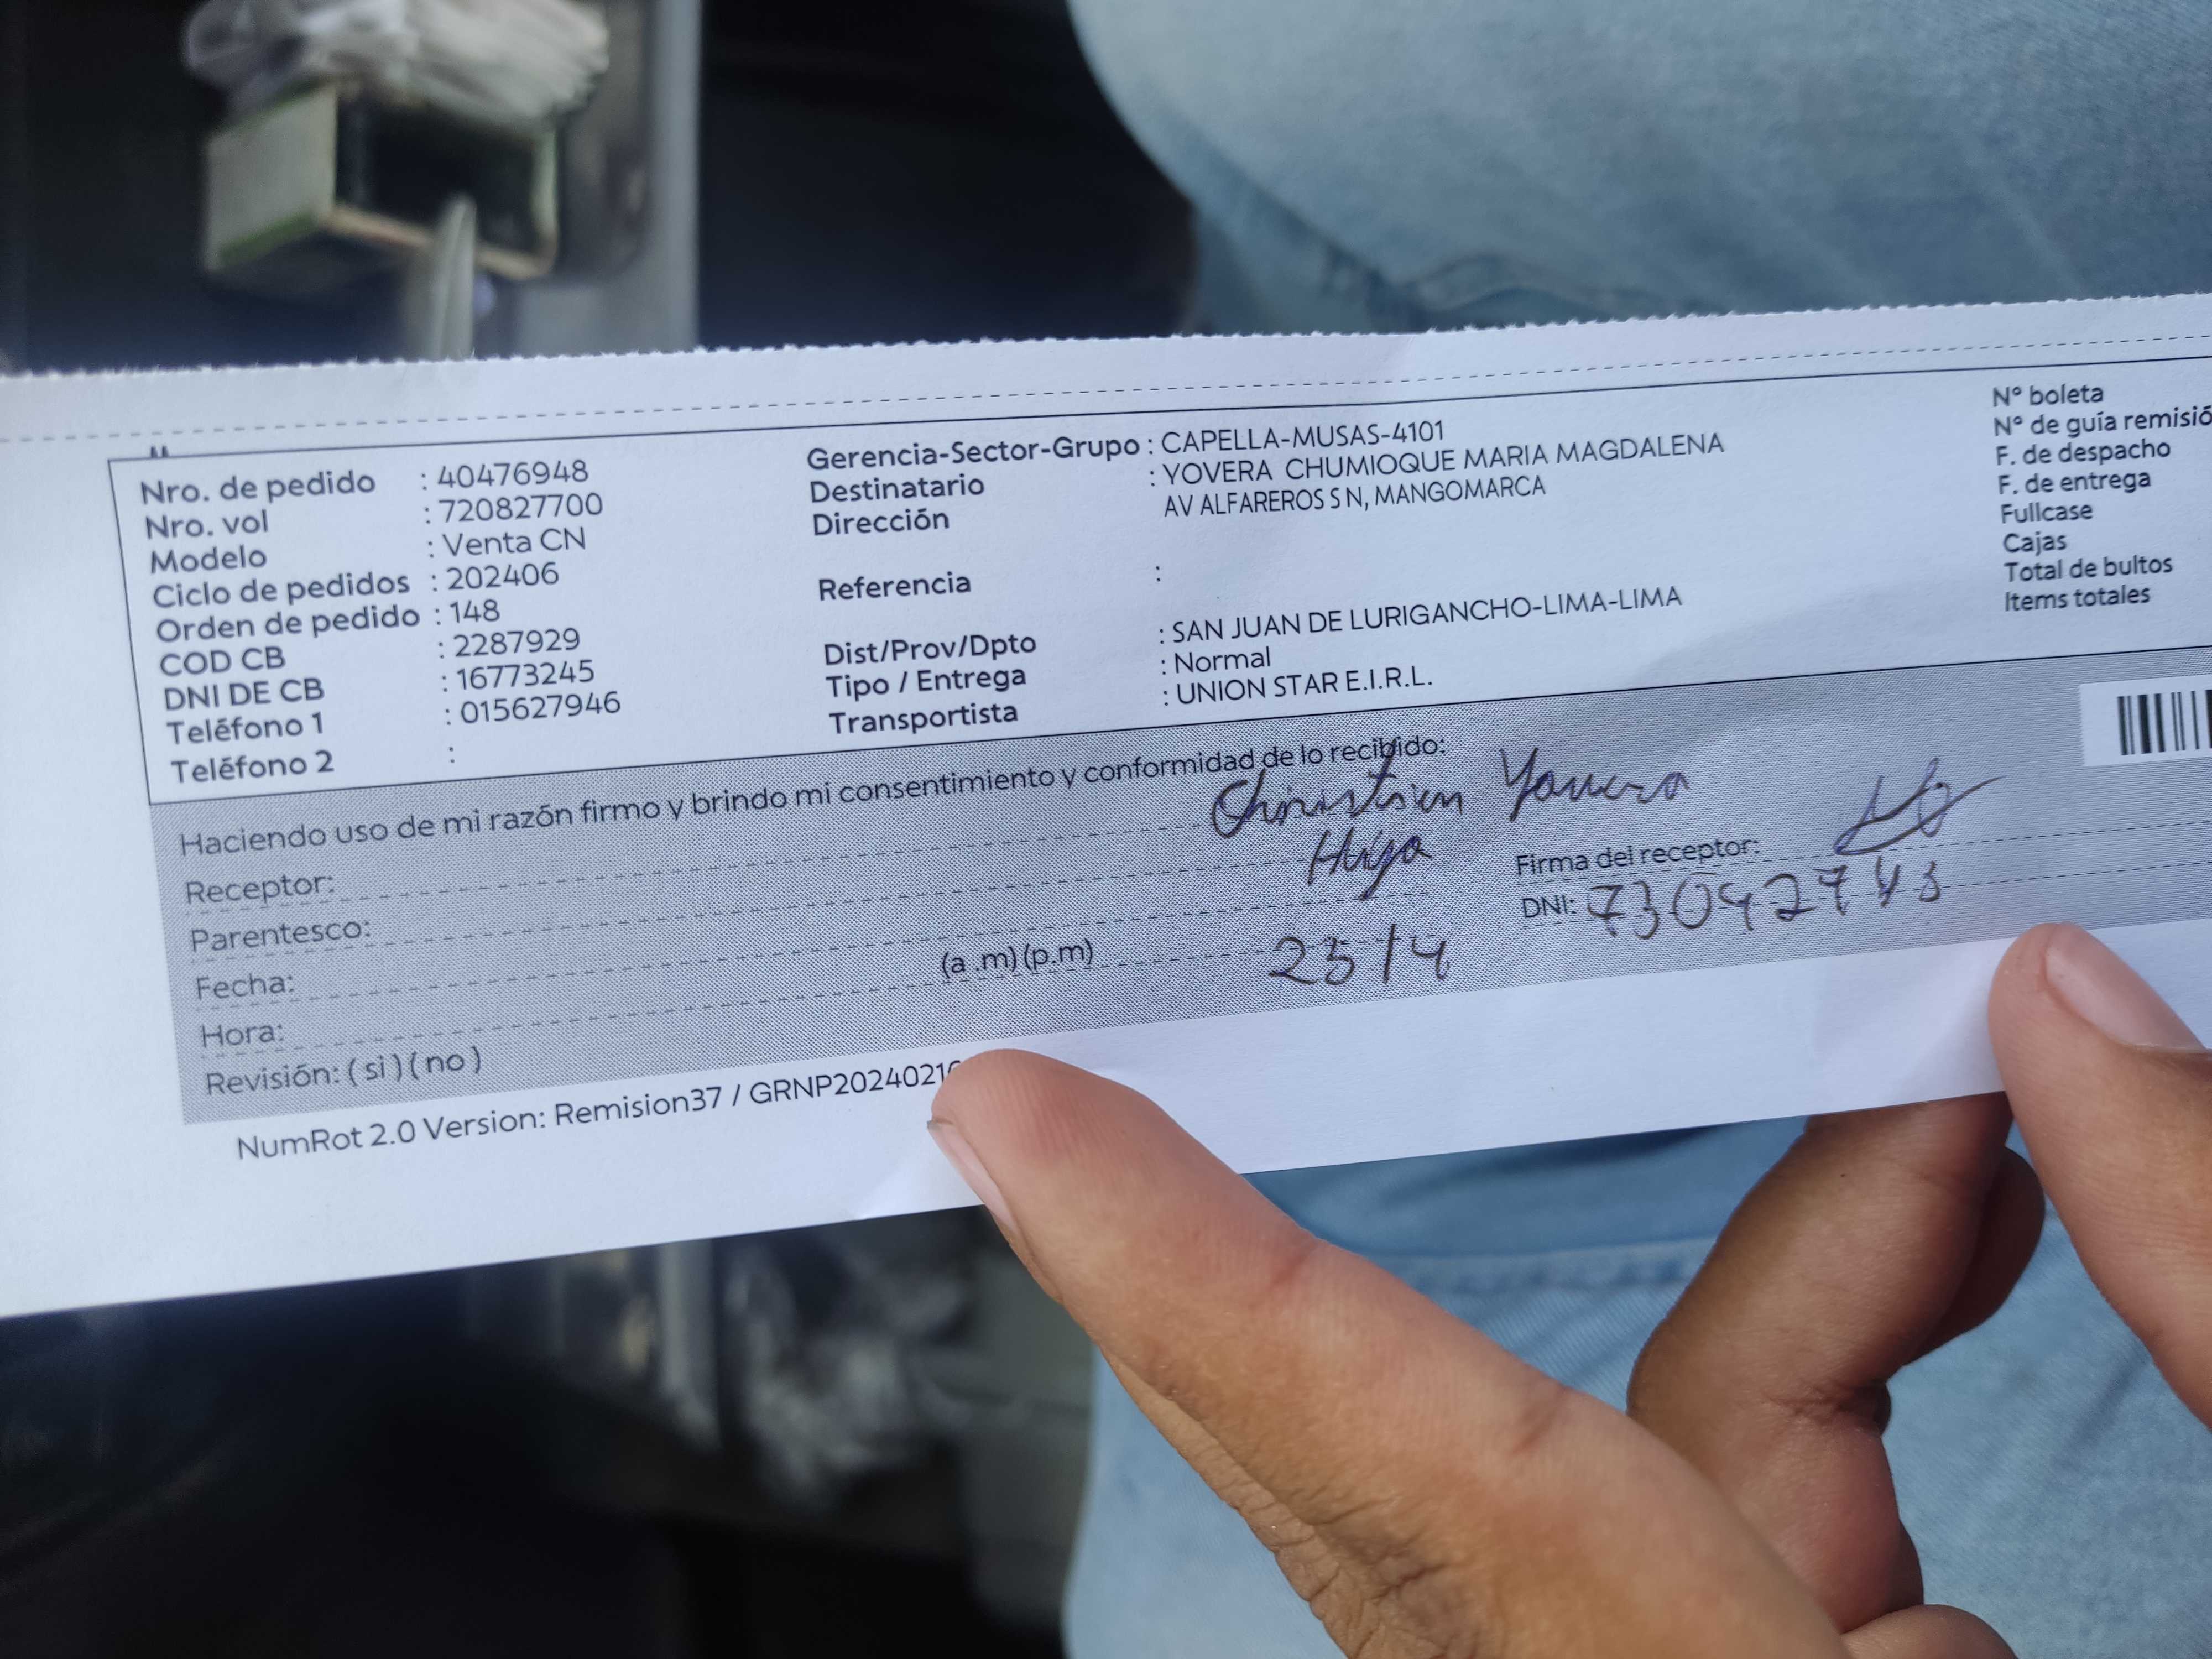 Nro. de pedido : 40476948
Nro. vol : 720827700
Modelo : Venta CN
Ciclo de pedidos : 202406
Orden de pedido : 148
COD CB : 2287929
DNI DE CB : 16773245
Teléfono 1 : 015627946
Teléfono 2 :
Gerencia-Sector-Grupo : CAPELLA-MUSAS-4101
Destinatario : YOVERA CHUMIOQUE MARIA MAGDALENA
Dirección AV ALFAREROS S N, MANGOMARCA
Referencia :
Dist/Prov/Dpto : SAN JUAN DE LURIGANCHO-LIMA-LIMA
Tipo / Entrega : Normal
Transportista : UNION STAR E.I.R.L.
N° boleta
N° de guía remisió
F. de despacho
F. de entrega
Fullcase
Cajas
Total de bultos
Items totales
Haciendo uso de mi razón firmo y brindo mi consentimiento y conformidad de lo recibido:
Receptor: Christian Yovera
Parentesco: Hijo
Firma del receptor:
Fecha: 23/4
DNI: 73042743
Hora: (a .m) (p.m)
Revisión: ( si ) ( no )
NumRot 2.0 Version: Remision37 / GRNP2024021